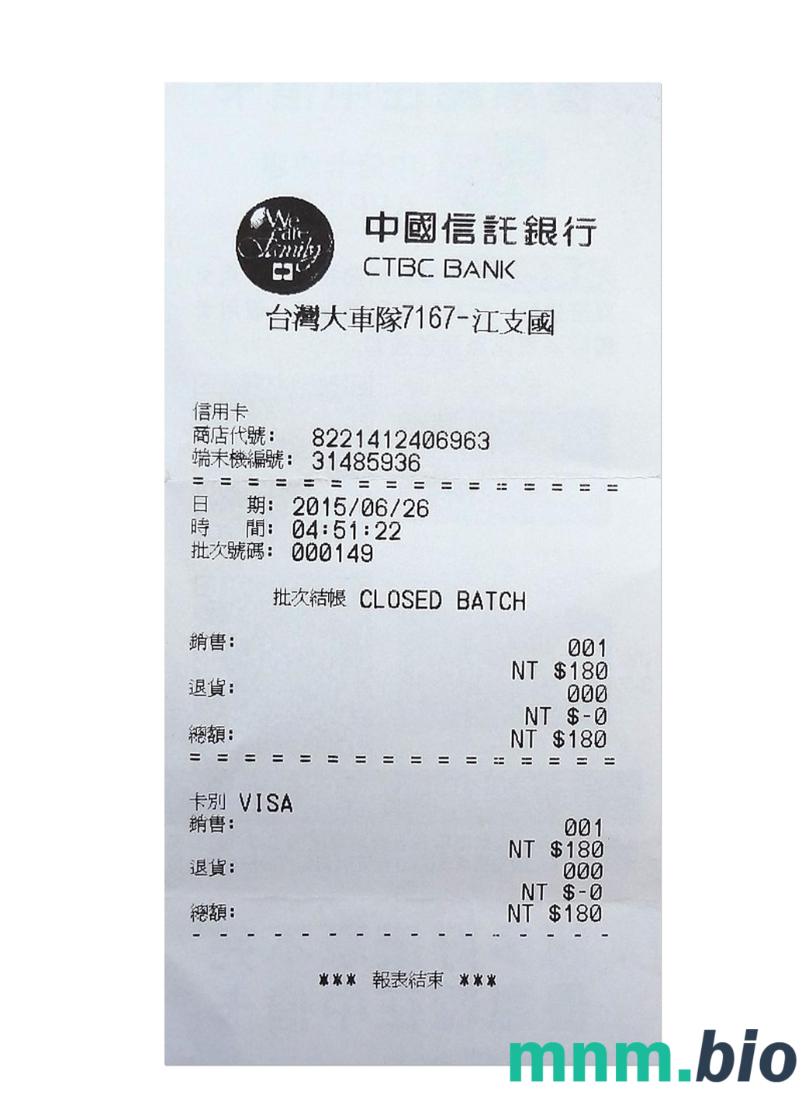 We are Family
中國信託銀行
CTBC BANK
台灣大車隊7167-江支國
信用卡
商店代號: 8221412406963
端末機編號: 31485936
= = = = = = = = = = = = = = = =
日 期: 2015/06/26
時 間: 04:51:22
批次號碼: 000149
批次結帳 CLOSED BATCH
銷售: 001
NT $180
退貨: 000
NT $-0
總額: NT $180
= = = = = = = = = = = = = = = =
卡別 VISA
銷售: 001
NT $180
退貨: 000
NT $-0
總額: NT $180
- - - - - - - - - - - - - - - -
*** 報表結束 ***
mnm.bio